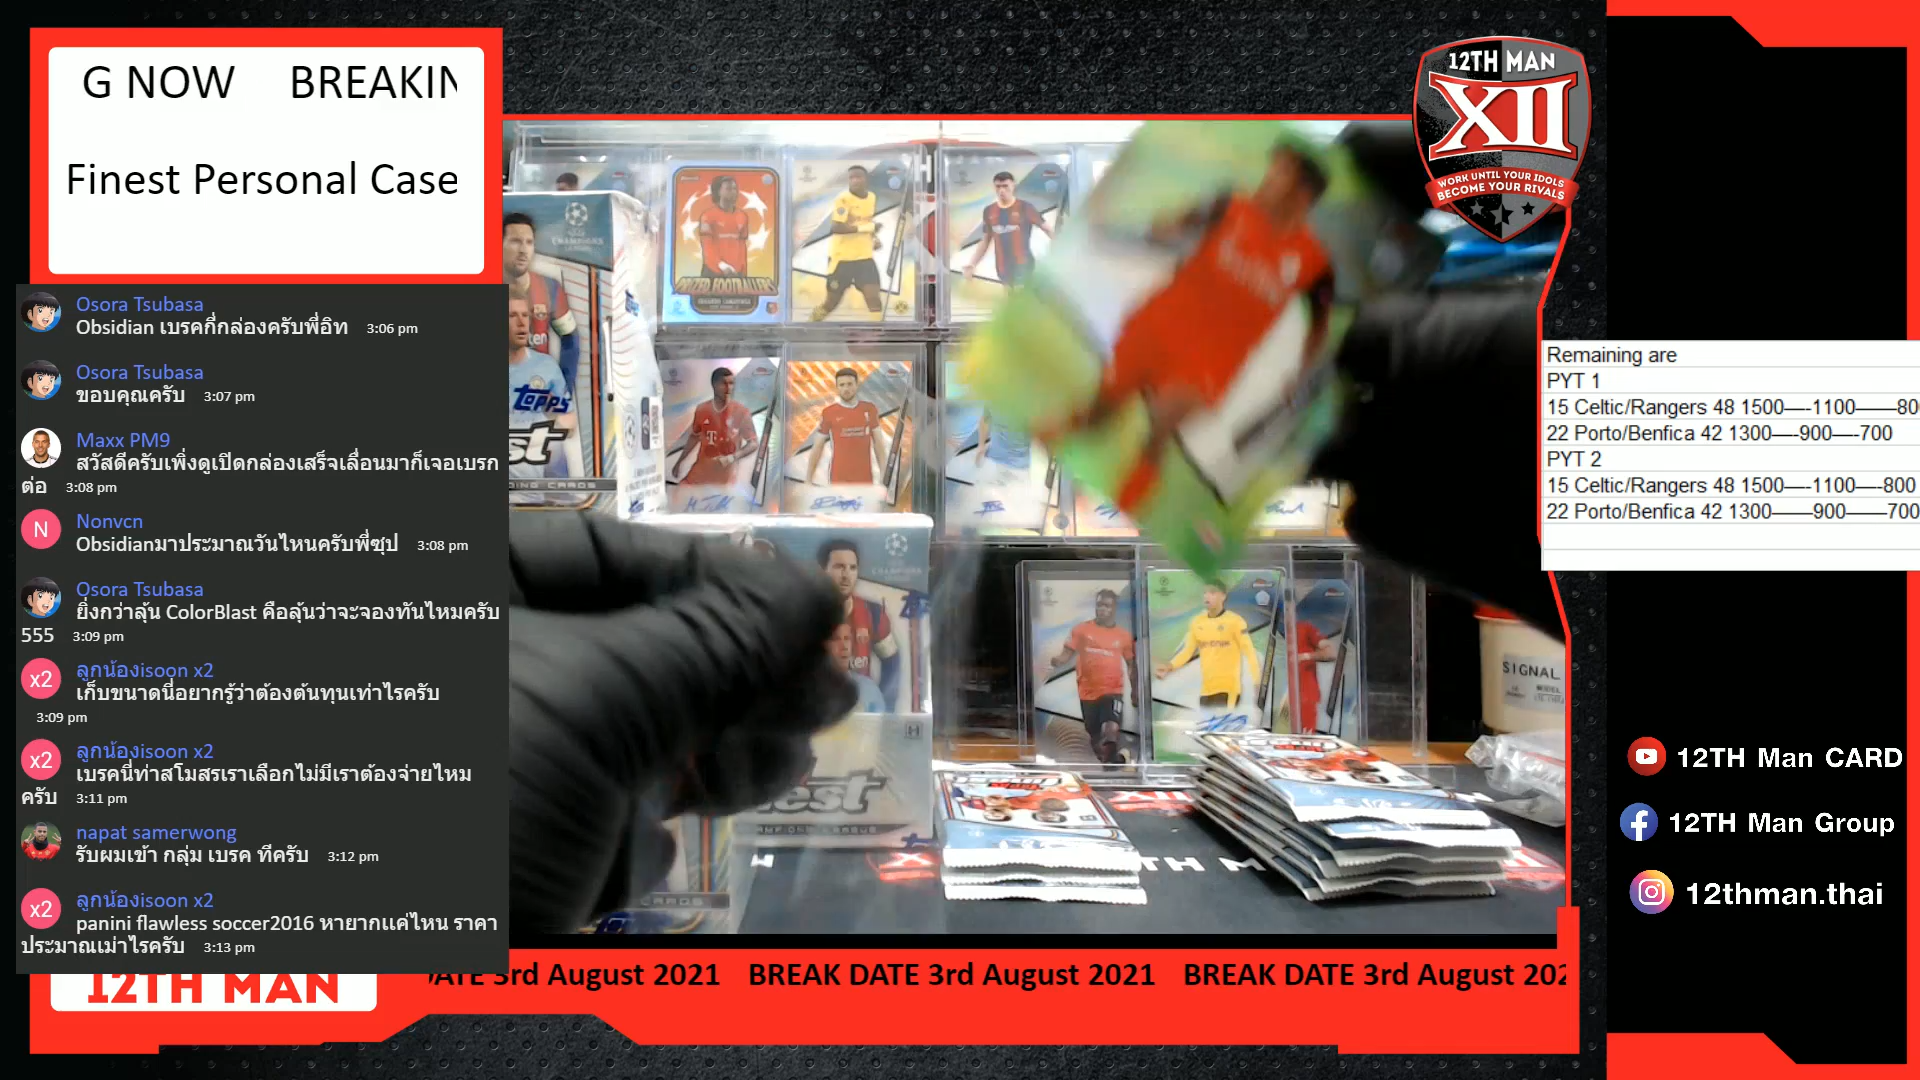 G NOW BREAKIN
Finest Personal Case
12TH MAN
XII
WORK UNTIL YOUR IDOLS
BECOME YOUR RIVALS
Osora Tsubasa
Obsidian เบรคกี่กล่องครับพี่อิท 3:06 pm
Osora Tsubasa
ขอบคุณครับ 3:07 pm
Maxx PM9
สวัสดีครับเพิ่งดูเปิดกล่องเสร็จเลื่อนมาก็เจอเบรก
ต่อ 3:08 pm
N
Nonvcn
Obsidianมาประมาณวันไหนครับพี่ซุป 3:08 pm
Osora Tsubasa
ยิ่งกว่าลุ้น ColorBlast คือลุ้นว่าจะจองทันไหมครับ
555 3:09 pm
x2
ลูกน้องisoon x2
เก็บขนาดนี้อยากรู้ว่าต้องต้นทุนเท่าไรครับ
3:09 pm
x2
ลูกน้องisoon x2
เบรคนี่ท่าสโมสรเราเลือกไม่มีเราต้องจ่ายไหม
ครับ 3:11 pm
napat samerwong
รับผมเข้า กลุ่ม เบรค ทีครับ 3:12 pm
x2
ลูกน้องisoon x2
panini flawless soccer2016 หายากแค่ไหน ราคา
ประมาณเม่าไรครับ 3:13 pm
Remaining are
PYT 1
15 Celtic/Rangers 48 1500----1100------80
22 Porto/Benfica 42 1300----900----700
PYT 2
15 Celtic/Rangers 48 1500----1100----800
22 Porto/Benfica 42 1300------900------700
topps
CHAMPIONS
SIGNAL
12TH Man CARD
12TH Man Group
12thman.thai
12TH MAN
DATE 3rd August 2021 BREAK DATE 3rd August 2021 BREAK DATE 3rd August 202